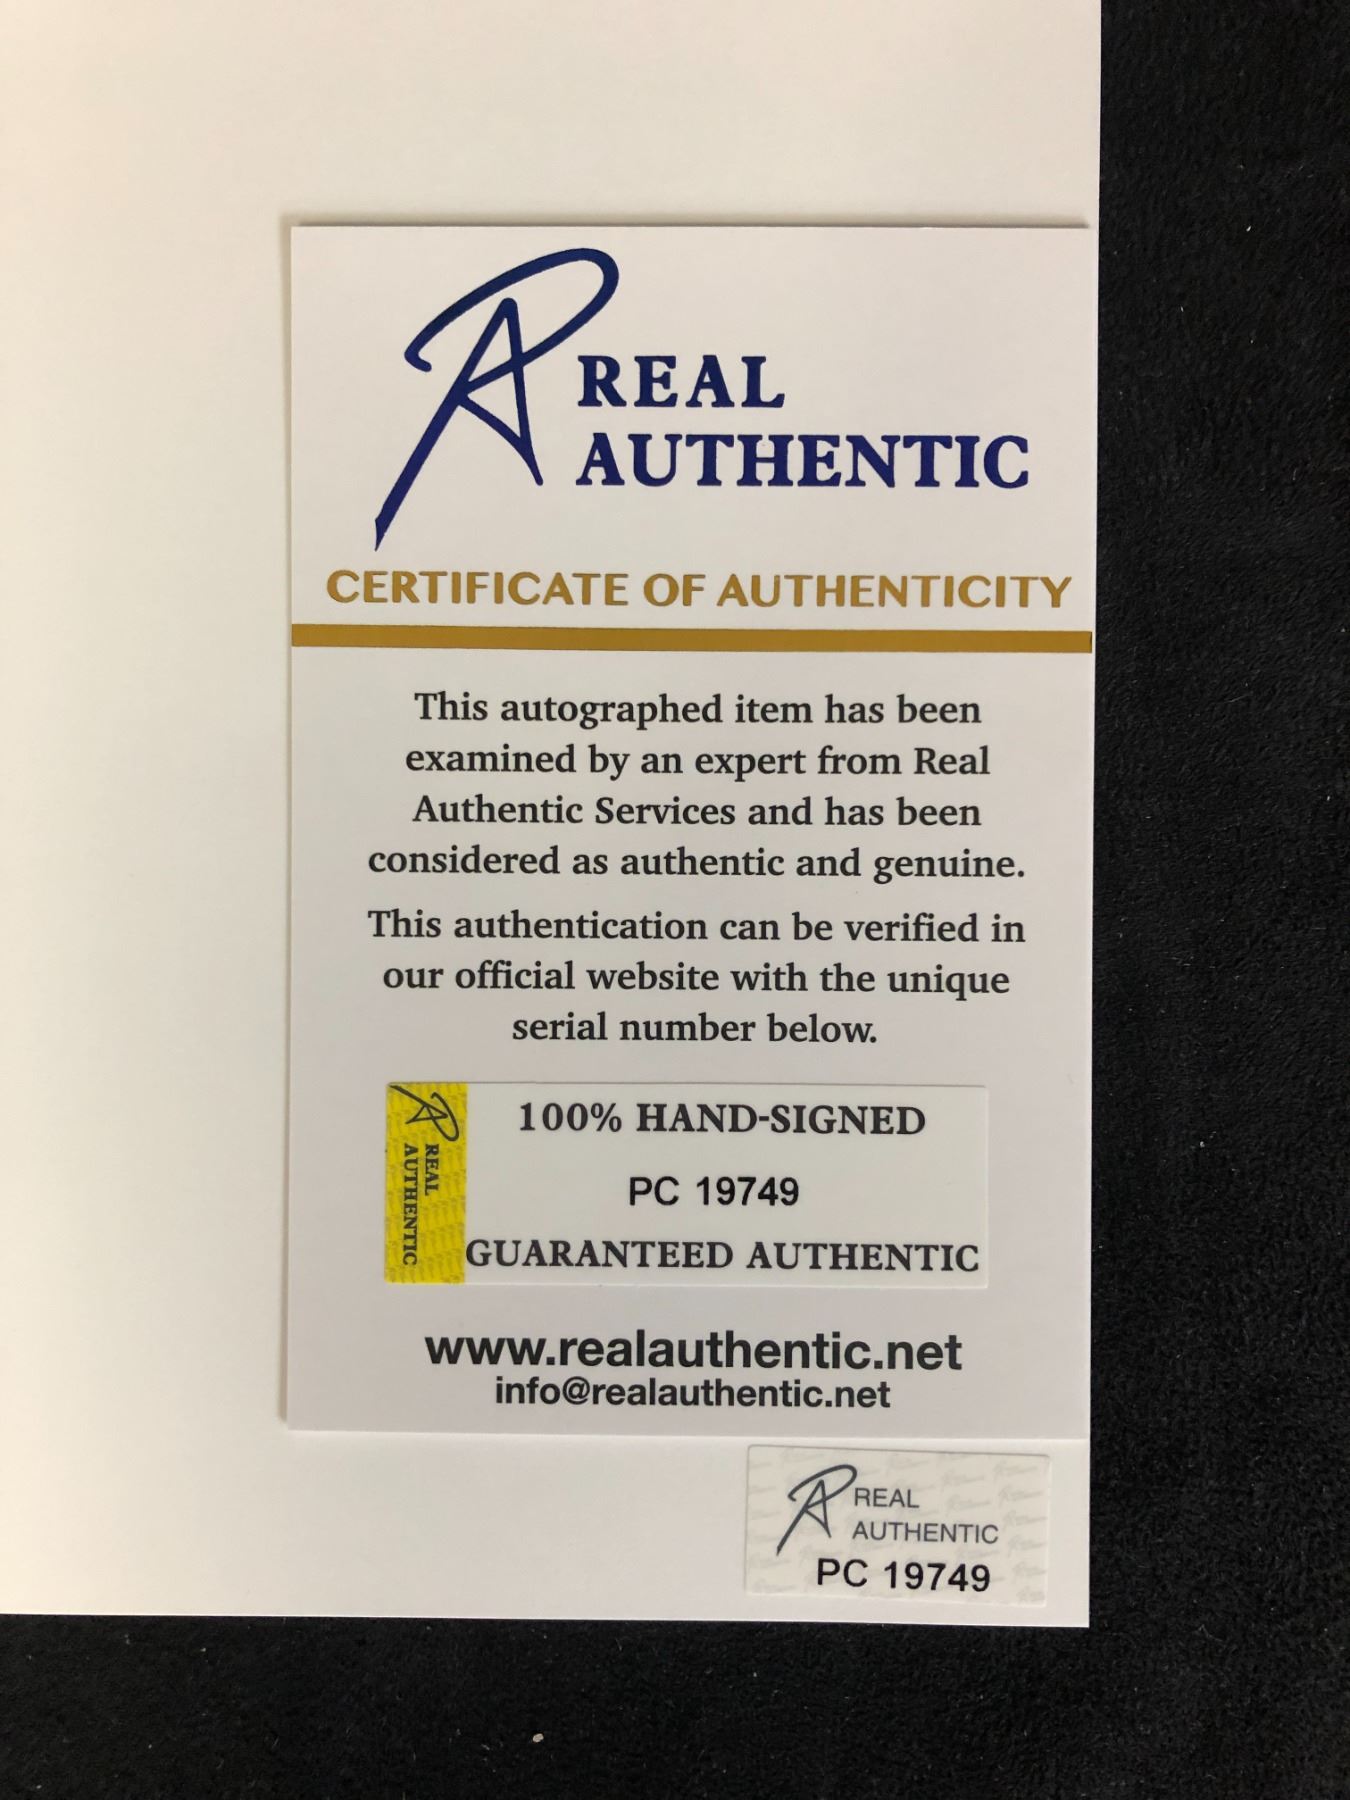 REAL
AUTHENTIC
CERTIFICATE OF AUTHENTICITY
This autographed item has been
examined by an expert from Real
Authentic Services and has been
considered as authentic and genuine.
This authentication can be verified in
our official website with the unique
serial number below.
REAL
AUTHENTIC
100% HAND-SIGNED
PC 19749
GUARANTEED AUTHENTIC
www.realauthentic.net
info@realauthentic.net
REAL
AUTHENTIC
PC 19749